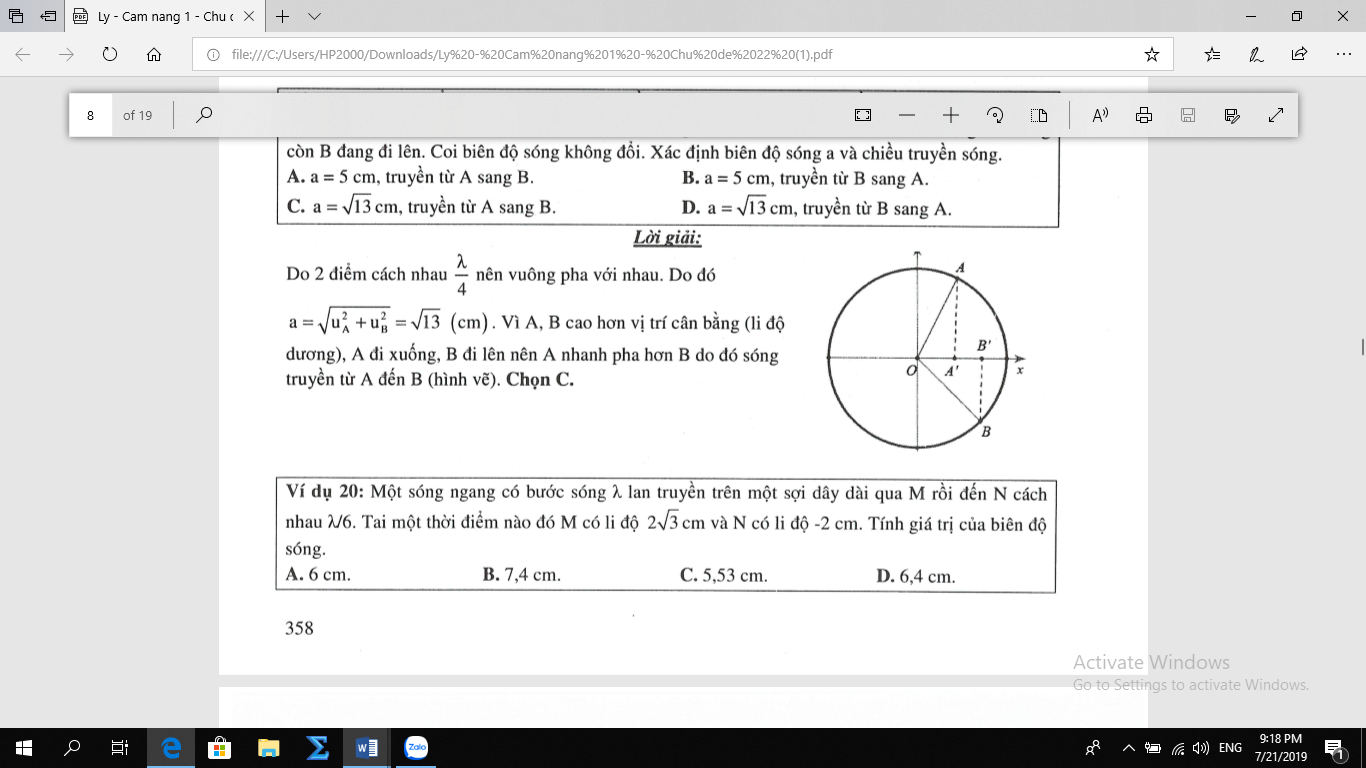 Ly - Cam nang 1 - Chu c
file:///C:/Users/HP2000/Downloads/Ly%20-%20Cam%20nang%201%20-%20Chu%20de%2022%20(1).pdf
8 of 19
còn B đang đi lên. Coi biên độ sóng không đổi. Xác định biên độ sóng a và chiều truyền sóng.
A. a = 5 cm, truyền từ A sang B. B. a = 5 cm, truyền từ B sang A.
C. a = √13 cm, truyền từ A sang B. D. a = √13 cm, truyền từ B sang A.
Lời giải:
Do 2 điểm cách nhau λ/4 nên vuông pha với nhau. Do đó
a = √(u_A² + u_B²) = √13 (cm). Vì A, B cao hơn vị trí cân bằng (li độ
dương), A đi xuống, B đi lên nên A nhanh pha hơn B do đó sóng
truyền từ A đến B (hình vẽ). Chọn C.
A
B'
O A' x
B
Ví dụ 20: Một sóng ngang có bước sóng λ lan truyền trên một sợi dây dài qua M rồi đến N cách
nhau λ/6. Tai một thời điểm nào đó M có li độ 2√3 cm và N có li độ -2 cm. Tính giá trị của biên độ
sóng.
A. 6 cm. B. 7,4 cm. C. 5,53 cm. D. 6,4 cm.
358
Activate Windows
Go to Settings to activate Windows.
Zalo
ENG
9:18 PM
7/21/2019
1